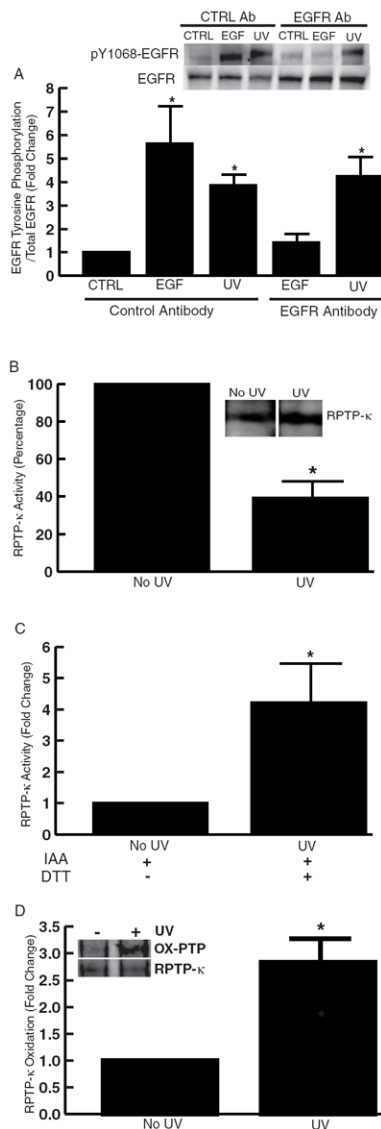 CTRL Ab EGFR Ab
CTRL EGF UV CTRL EGF UV
pY1068-EGFR
EGFR
A
EGFR Tyrosine Phosphorylation
/Total EGFR (Fold Change)
8
7
6
5
4
3
2
1
0
* * *
CTRL EGF UV EGF UV
Control Antibody EGFR Antibody
B
RPTP-κ Activity (Percentage)
100
80
60
40
20
0
No UV UV
RPTP-κ
*
No UV UV
C
RPTP-κ Activity (Fold Change)
6
5
4
3
2
1
0
*
No UV UV
IAA + +
DTT - +
D
RPTP-κ Oxidation (Fold Change)
3.5
3.0
2.5
2.0
1.5
1.0
0.5
0.0
- + UV
OX-PTP
RPTP-κ
*
*
No UV UV